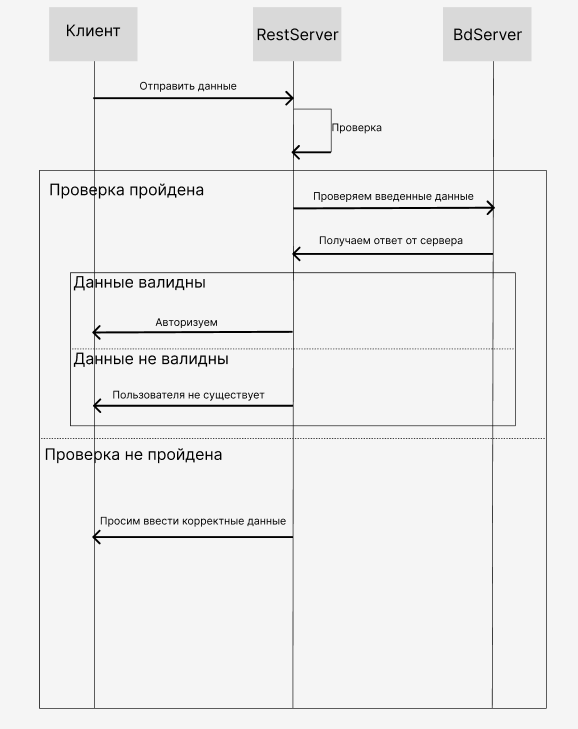 Клиент
RestServer
BdServer
Отправить данные
Проверка
Проверка пройдена
Проверяем введенные данные
Получаем ответ от сервера
Данные валидны
Авторизуем
Данные не валидны
Пользователя не существует
Проверка не пройдена
Просим ввести корректные данные